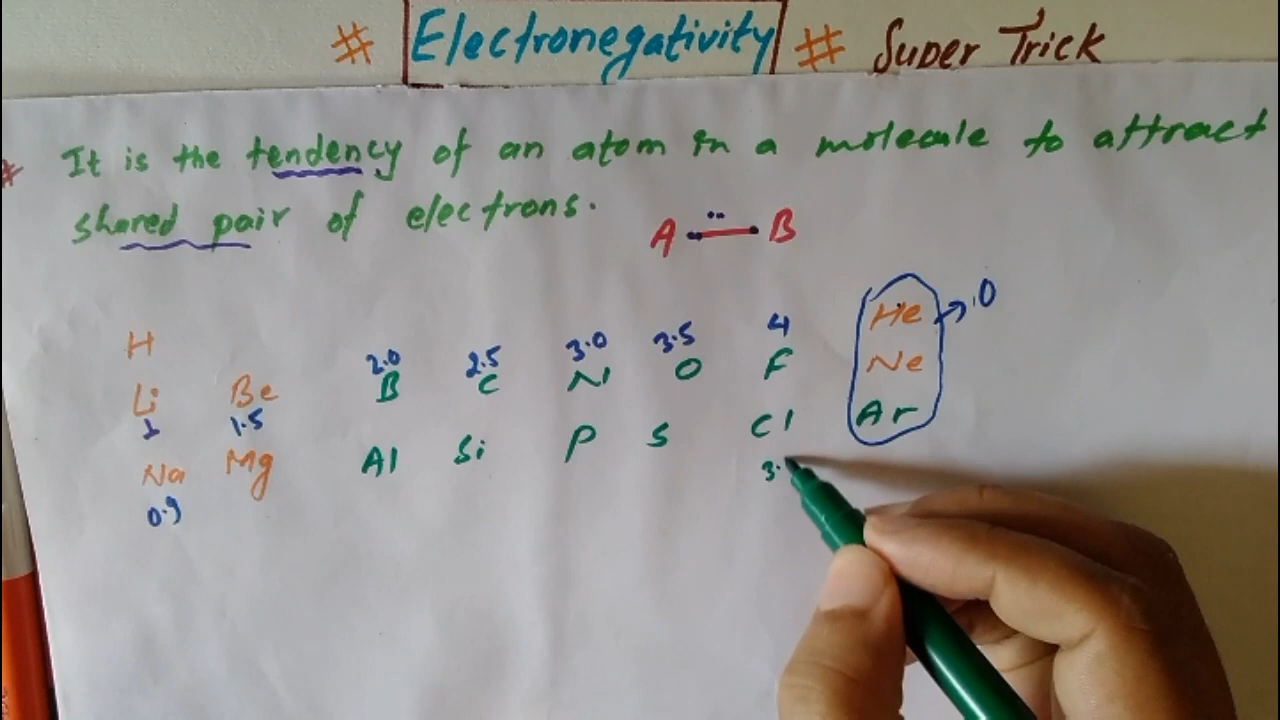 # Electronegativity # Super Trick
# It is the tendency of an atom in a molecule to attract
shared pair of electrons.
A B
H He → 0
2.0 2.5 3.0 3.5 4
Li Be B C N O F Ne
1 1.5
Na Mg Al Si P S Cl Ar
0.9 3.